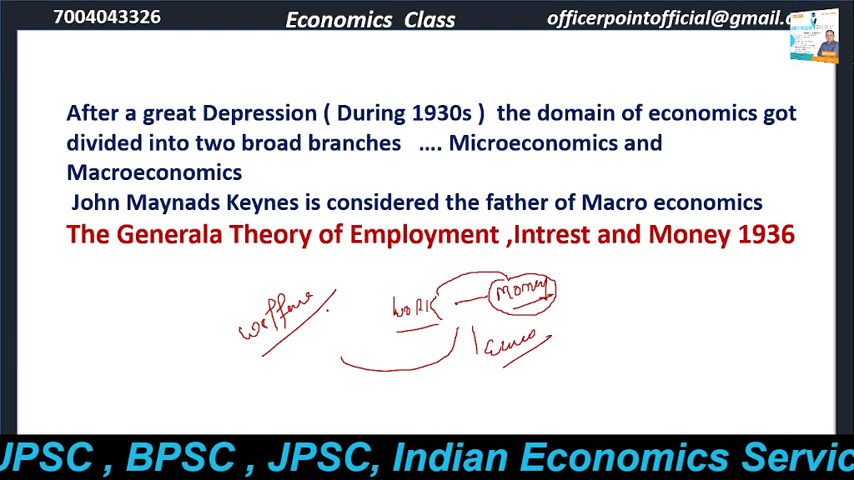 7004043326
Economics Class
officerpointofficial@gmail.c
After a great Depression ( During 1930s ) the domain of economics got
divided into two broad branches .... Microeconomics and
Macroeconomics
John Maynads Keynes is considered the father of Macro economics
The Generala Theory of Employment ,Intrest and Money 1936
welfare
work
Money
UPSC , BPSC , JPSC, Indian Economics Servic